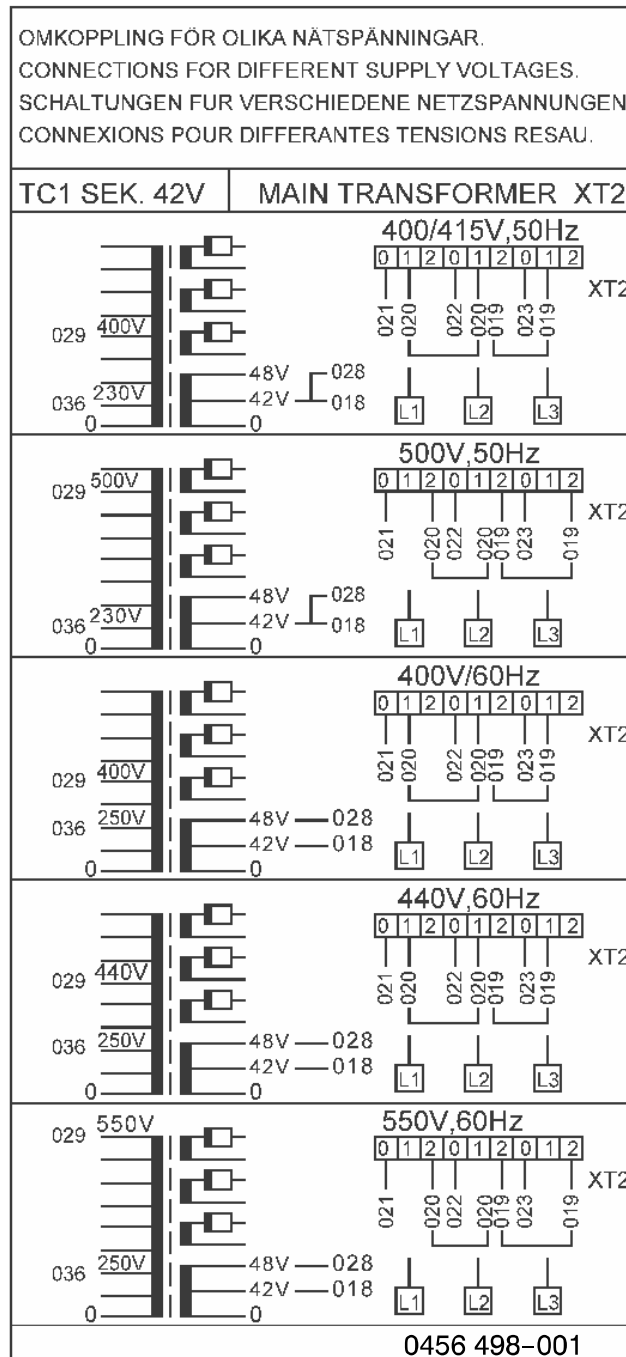 OMKOPPLING FÖR OLIKA NÄTSPÄNNINGAR.
CONNECTIONS FOR DIFFERENT SUPPLY VOLTAGES.
SCHALTUNGEN FUR VERSCHIEDENE NETZSPANNUNGEN
CONNEXIONS POUR DIFFERANTES TENSIONS RESAU.
TC1 SEK. 42V MAIN TRANSFORMER XT2
400/415V,50Hz
0 1 2 0 1 2 0 1 2
XT2
021 020 022 020 019 023 019
029 400V
036 230V
0
48V 028
42V 018
0
L1 L2 L3
500V,50Hz
0 1 2 0 1 2 0 1 2
XT2
021 020 022 020 019 023 019
029 500V
036 230V
0
48V 028
42V 018
0
L1 L2 L3
400V/60Hz
0 1 2 0 1 2 0 1 2
XT2
021 020 022 020 019 023 019
029 400V
036 250V
0
48V 028
42V 018
0
L1 L2 L3
440V,60Hz
0 1 2 0 1 2 0 1 2
XT2
021 020 022 020 019 023 019
029 440V
036 250V
0
48V 028
42V 018
0
L1 L2 L3
550V,60Hz
0 1 2 0 1 2 0 1 2
XT2
021 020 022 020 019 023 019
029 550V
036 250V
0
48V 028
42V 018
0
L1 L2 L3
0456 498-001